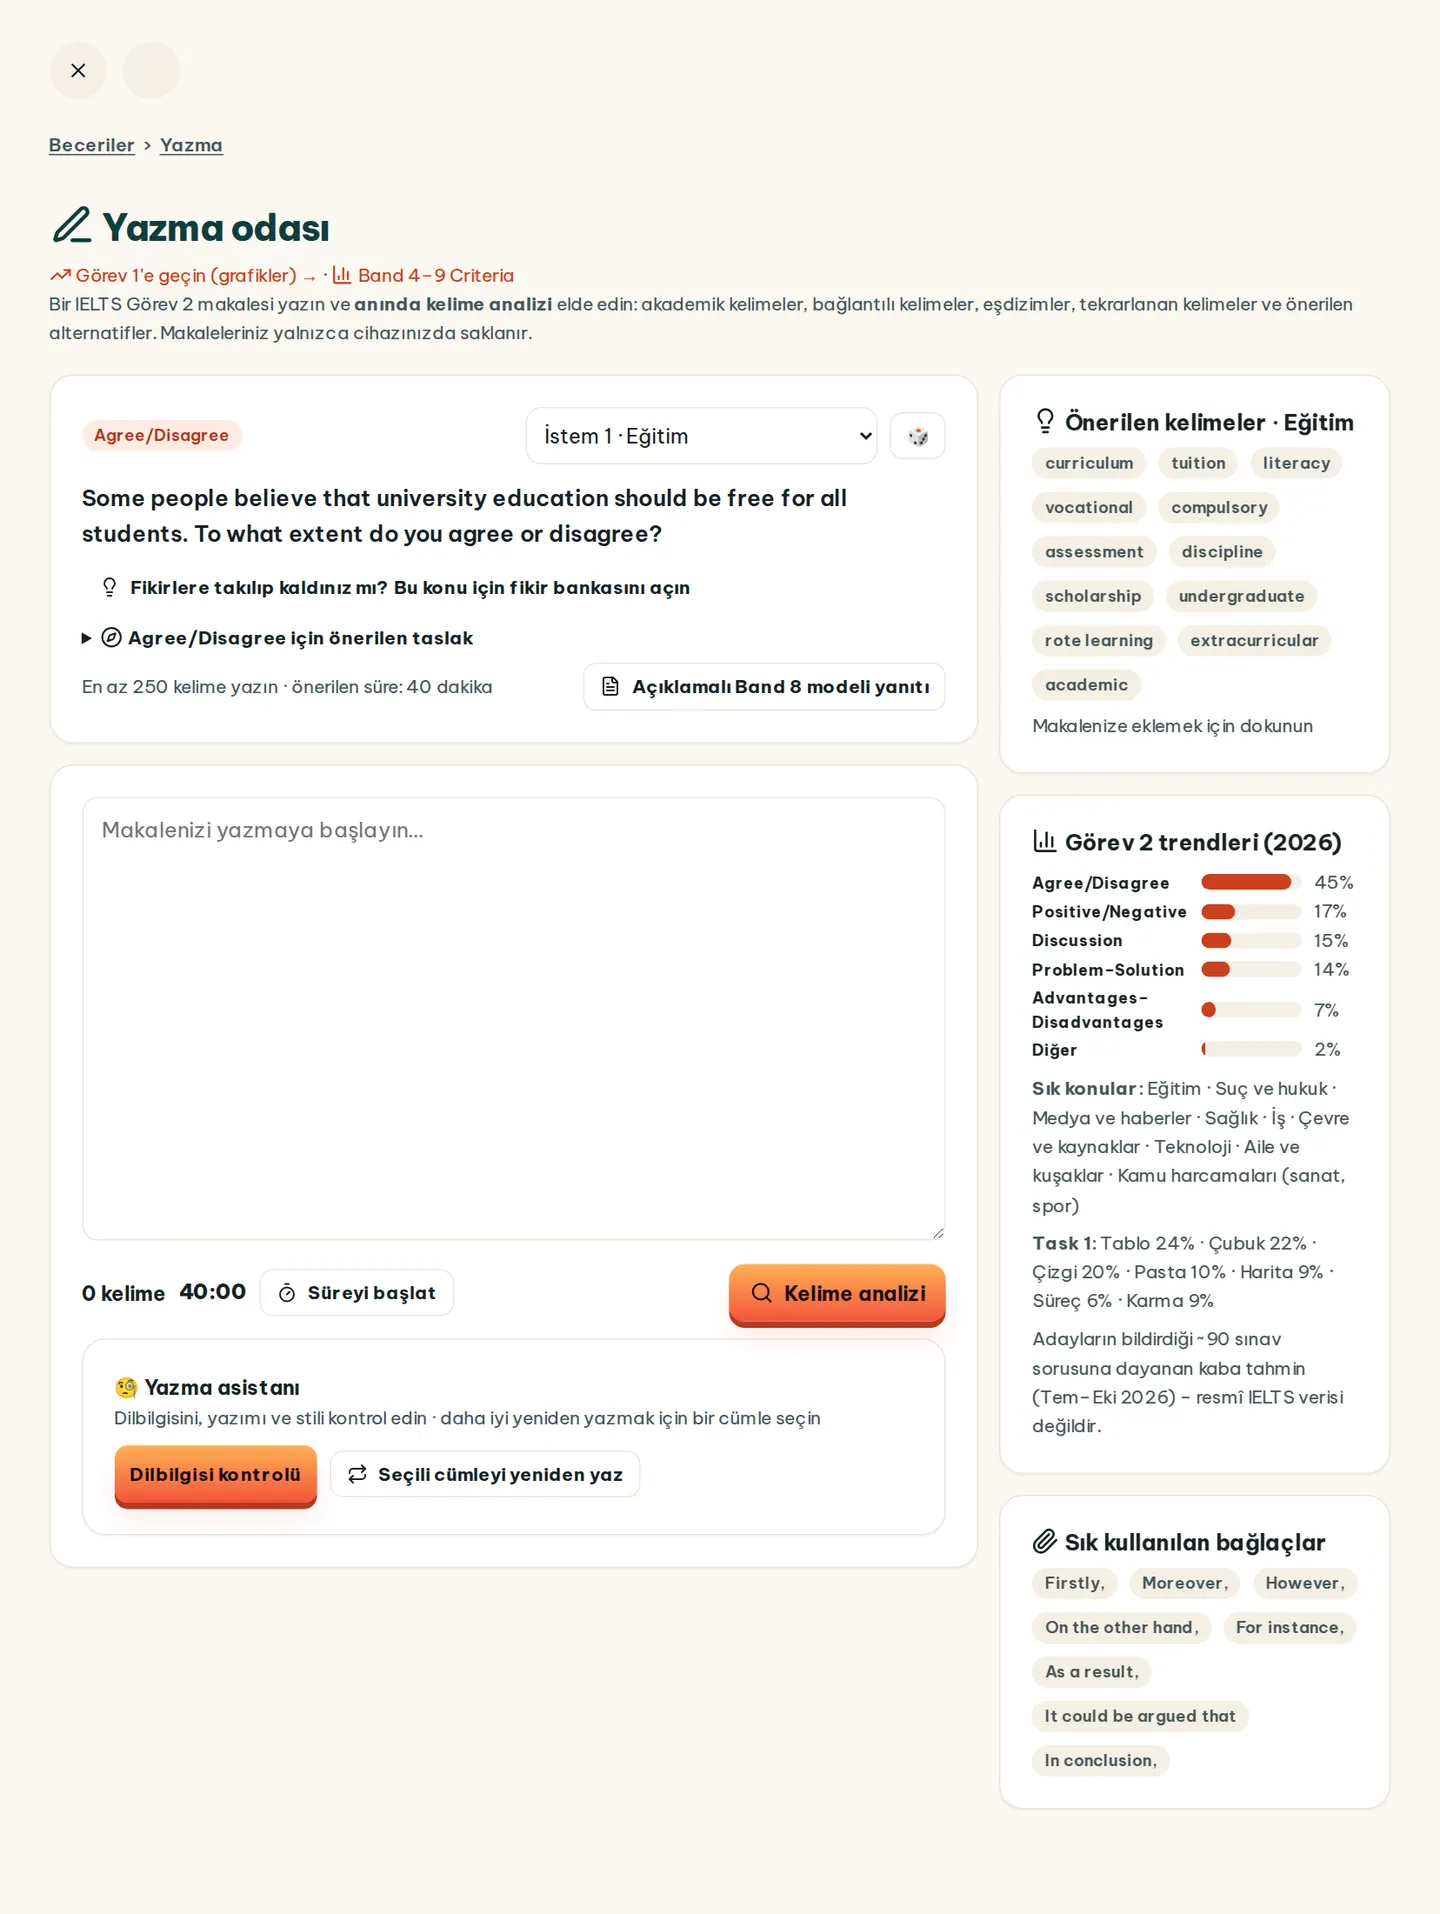 Beceriler › Yazma
Yazma odası
Görev 1'e geçin (grafikler) → · Band 4–9 Criteria
Bir IELTS Görev 2 makalesi yazın ve anında kelime analizi elde edin: akademik kelimeler, bağlantılı kelimeler, eşdizimler, tekrarlanan kelimeler ve önerilen
alternatifler. Makaleleriniz yalnızca cihazınızda saklanır.
Agree/Disagree
İstem 1 · Eğitim
Some people believe that university education should be free for all
students. To what extent do you agree or disagree?
Fikirlere takılıp kaldınız mı? Bu konu için fikir bankasını açın
Agree/Disagree için önerilen taslak
En az 250 kelime yazın · önerilen süre: 40 dakika
Açıklamalı Band 8 modeli yanıtı
Makalenizi yazmaya başlayın...
0 kelime 40:00 Süreyi başlat
Kelime analizi
Yazma asistanı
Dilbilgisini, yazımı ve stili kontrol edin · daha iyi yeniden yazmak için bir cümle seçin
Dilbilgisi kontrolü
Seçili cümleyi yeniden yaz
Önerilen kelimeler · Eğitim
curriculum tuition literacy
vocational compulsory
assessment discipline
scholarship undergraduate
rote learning extracurricular
academic
Makalenize eklemek için dokunun
Görev 2 trendleri (2026)
Agree/Disagree 45%
Positive/Negative 17%
Discussion 15%
Problem–Solution 14%
Advantages–
Disadvantages 7%
Diğer 2%
Sık konular: Eğitim · Suç ve hukuk ·
Medya ve haberler · Sağlık · İş · Çevre
ve kaynaklar · Teknoloji · Aile ve
kuşaklar · Kamu harcamaları (sanat,
spor)
Task 1: Tablo 24% · Çubuk 22% ·
Çizgi 20% · Pasta 10% · Harita 9% ·
Süreç 6% · Karma 9%
Adayların bildirdiği ~90 sınav
sorusuna dayanan kaba tahmin
(Tem–Eki 2026) – resmî IELTS verisi
değildir.
Sık kullanılan bağlaçlar
Firstly, Moreover, However,
On the other hand, For instance,
As a result,
It could be argued that
In conclusion,